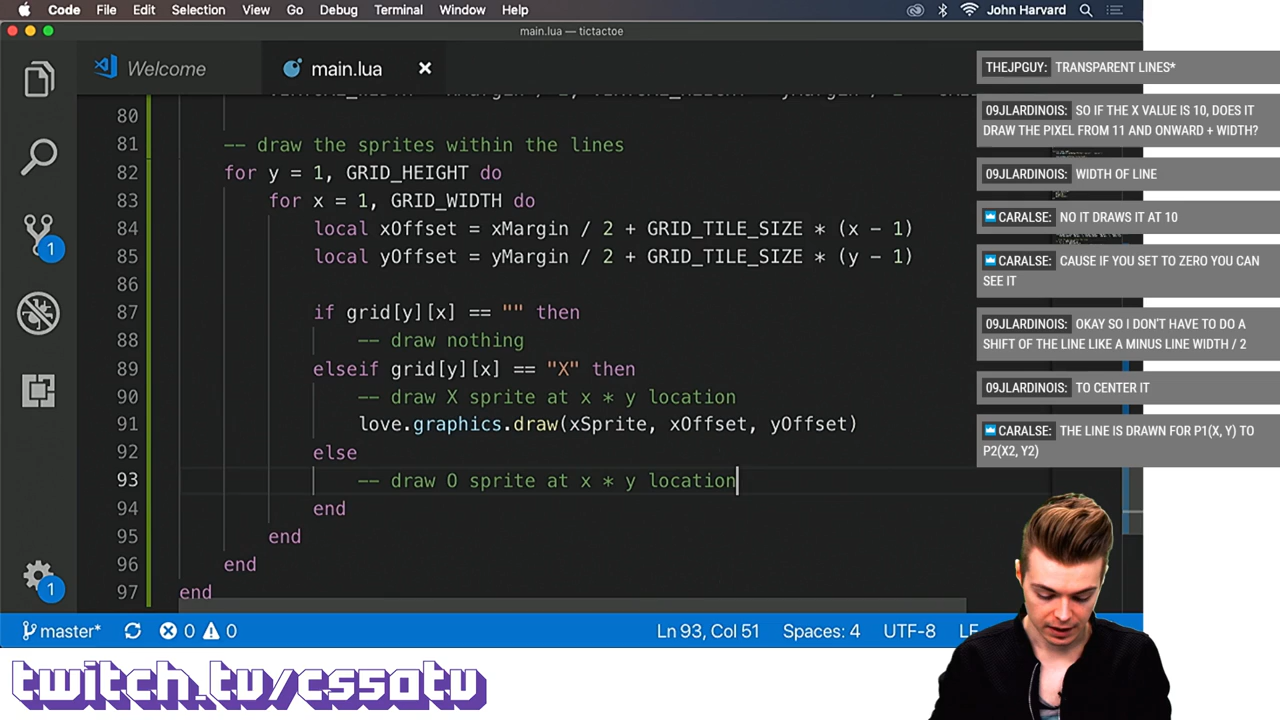 Code File Edit Selection View Go Debug Terminal Window Help John Harvard
main.lua — tictactoe
Welcome main.lua
80
81 -- draw the sprites within the lines
82 for y = 1, GRID_HEIGHT do
83 for x = 1, GRID_WIDTH do
84 local xOffset = xMargin / 2 + GRID_TILE_SIZE * (x - 1)
85 local yOffset = yMargin / 2 + GRID_TILE_SIZE * (y - 1)
86
87 if grid[y][x] == "" then
88 -- draw nothing
89 elseif grid[y][x] == "X" then
90 -- draw X sprite at x * y location
91 love.graphics.draw(xSprite, xOffset, yOffset)
92 else
93 -- draw O sprite at x * y location
94 end
95 end
96 end
97 end
1
1
master* 0 0 Ln 93, Col 51 Spaces: 4 UTF-8 LF
THEJPGUY: TRANSPARENT LINES*
09JLARDINOIS: SO IF THE X VALUE IS 10, DOES IT
DRAW THE PIXEL FROM 11 AND ONWARD + WIDTH?
09JLARDINOIS: WIDTH OF LINE
CARALSE: NO IT DRAWS IT AT 10
CARALSE: CAUSE IF YOU SET TO ZERO YOU CAN
SEE IT
09JLARDINOIS: OKAY SO I DON'T HAVE TO DO A
SHIFT OF THE LINE LIKE A MINUS LINE WIDTH / 2
09JLARDINOIS: TO CENTER IT
CARALSE: THE LINE IS DRAWN FOR P1(X, Y) TO
P2(X2, Y2)
twitch.tv/cs50tv